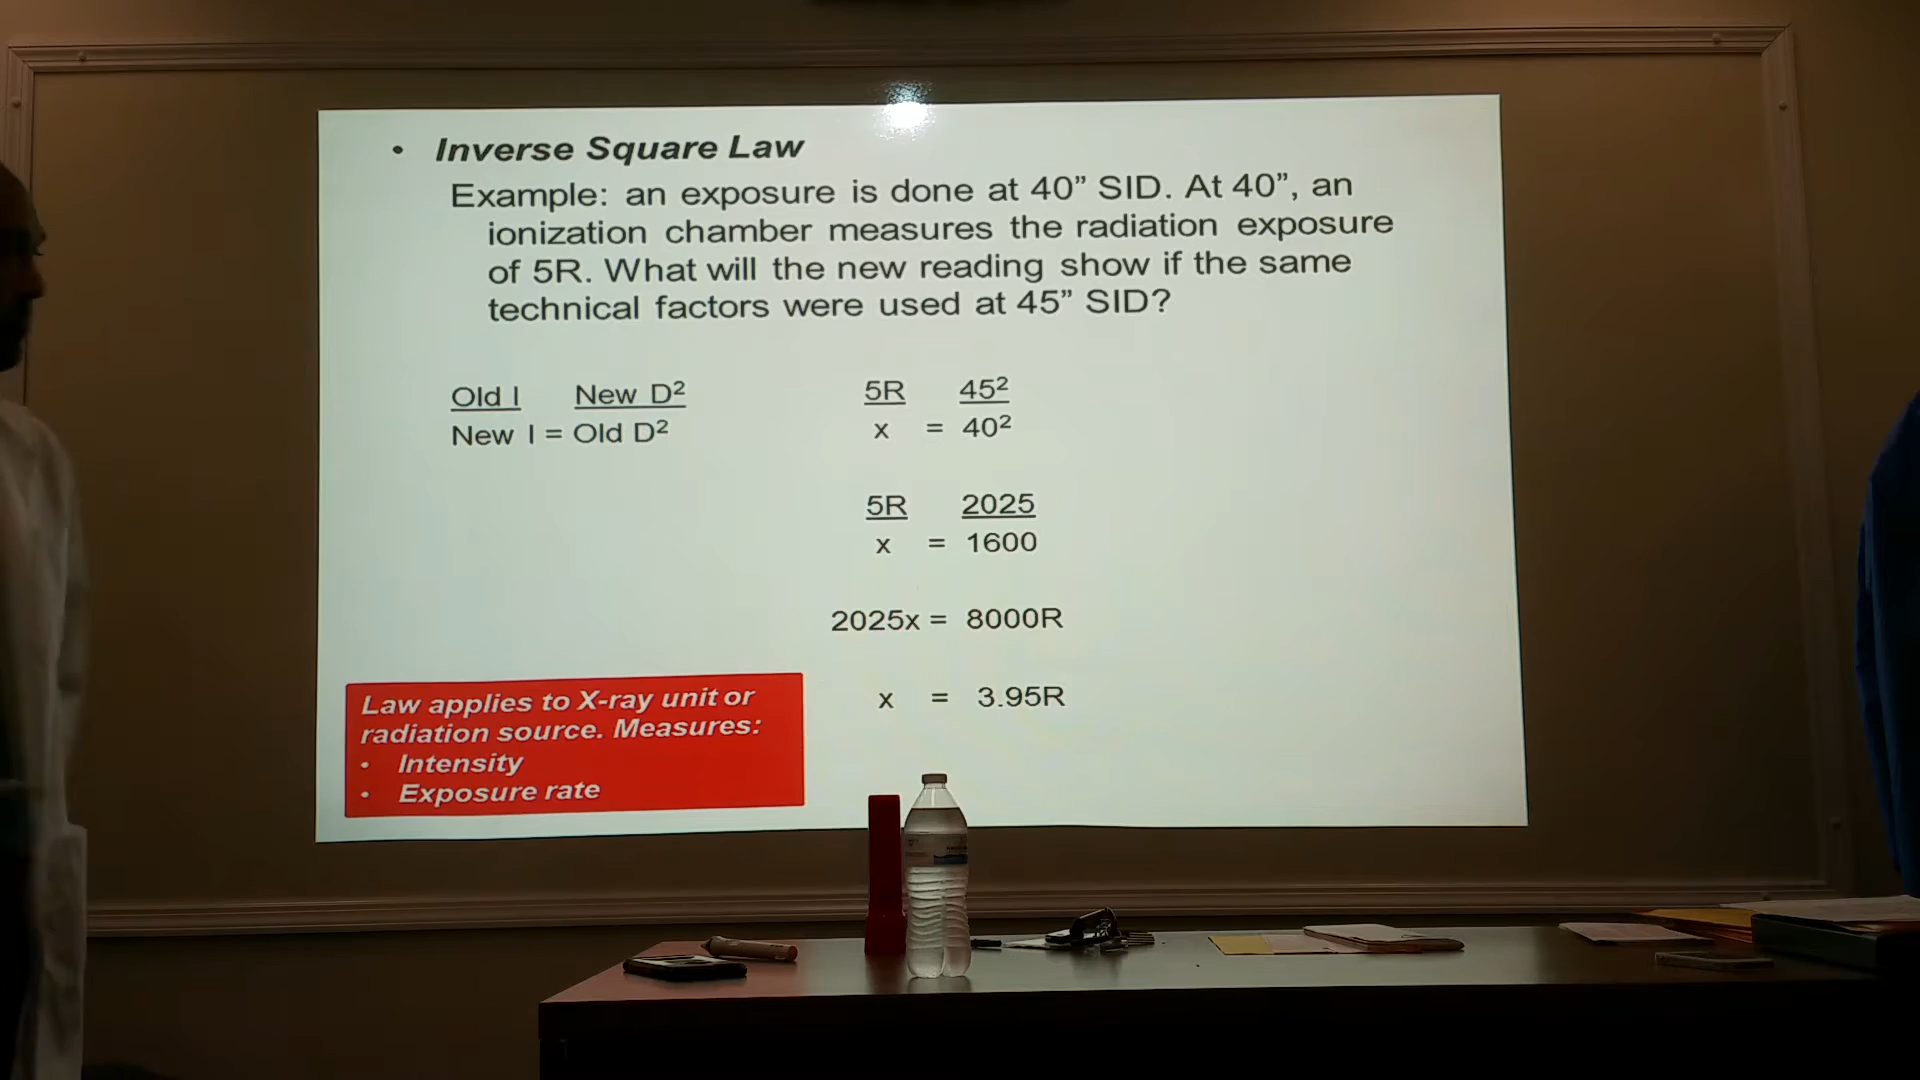 • Inverse Square Law
Example: an exposure is done at 40” SID. At 40”, an
ionization chamber measures the radiation exposure
of 5R. What will the new reading show if the same
technical factors were used at 45” SID?
Old I New D²
New I = Old D²
5R 45²
x = 40²
5R 2025
x = 1600
2025x = 8000R
x = 3.95R
Law applies to X-ray unit or
radiation source. Measures:
• Intensity
• Exposure rate